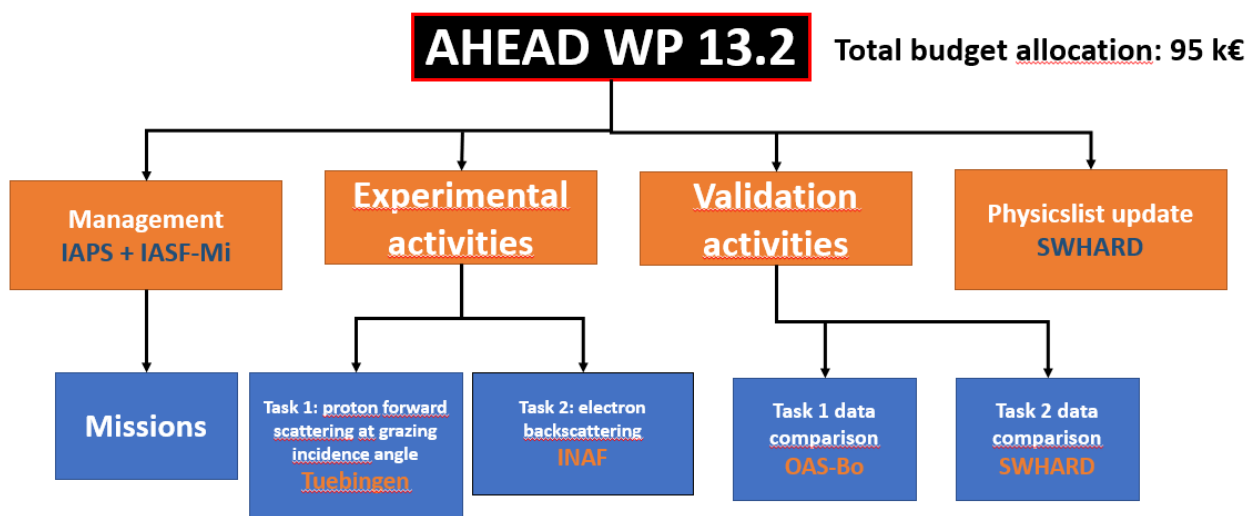 AHEAD WP 13.2
Total budget allocation: 95 k€
Management
IAPS + IASF-Mi
Experimental
activities
Validation
activities
Physicslist update
SWHARD
Missions
Task 1: proton forward
scattering at grazing
incidence angle
Tuebingen
Task 2: electron
backscattering
INAF
Task 1 data
comparison
OAS-Bo
Task 2 data
comparison
SWHARD